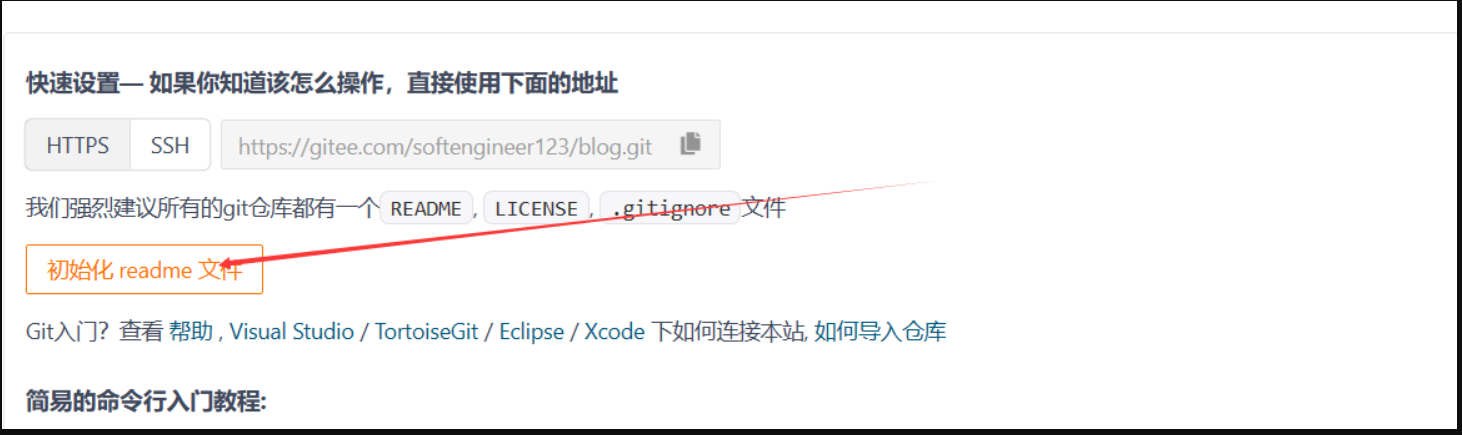 快速设置— 如果你知道该怎么操作，直接使用下面的地址
HTTPS SSH https://gitee.com/softengineer123/blog.git
我们强烈建议所有的git仓库都有一个 README , LICENSE , .gitignore 文件
初始化 readme 文件
Git入门？查看 帮助 , Visual Studio / TortoiseGit / Eclipse / Xcode 下如何连接本站, 如何导入仓库
简易的命令行入门教程: